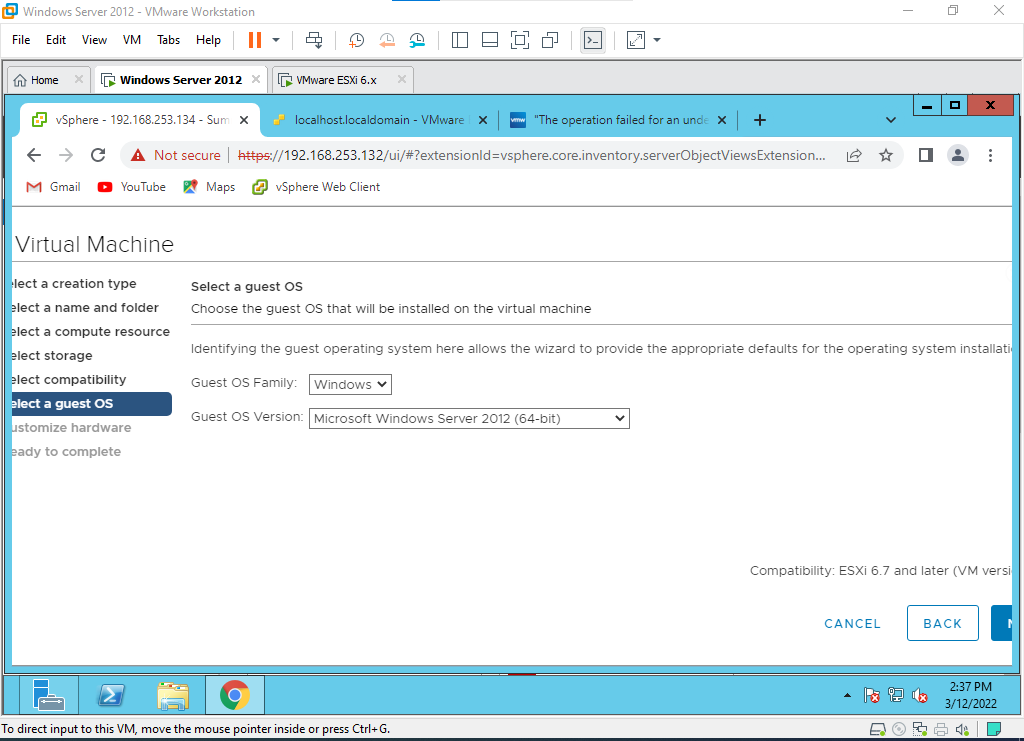 Windows Server 2012 - VMware Workstation
File Edit View VM Tabs Help
Home Windows Server 2012 VMware ESXi 6.x
vSphere - 192.168.253.134 - Sum localhost.localdomain - VMware vmw "The operation failed for an unde
Not secure https://192.168.253.132/ui/#?extensionId=vsphere.core.inventory.serverObjectViewsExtension...
Gmail YouTube Maps vSphere Web Client
Virtual Machine
elect a creation type
elect a name and folder
elect a compute resource
elect storage
elect compatibility
elect a guest OS
ustomize hardware
eady to complete
Select a guest OS
Choose the guest OS that will be installed on the virtual machine
Identifying the guest operating system here allows the wizard to provide the appropriate defaults for the operating system installati
Guest OS Family: Windows
Guest OS Version: Microsoft Windows Server 2012 (64-bit)
Compatibility: ESXi 6.7 and later (VM versi
CANCEL BACK N
2:37 PM
3/12/2022
To direct input to this VM, move the mouse pointer inside or press Ctrl+G.